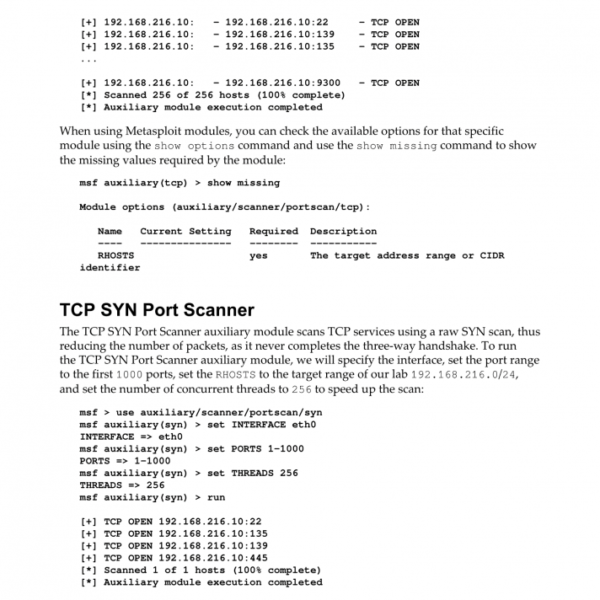 [+] 192.168.216.10:   - 192.168.216.10:22     - TCP OPEN
[+] 192.168.216.10:   - 192.168.216.10:139    - TCP OPEN
[+] 192.168.216.10:   - 192.168.216.10:135    - TCP OPEN
...
[+] 192.168.216.10:   - 192.168.216.10:9300   - TCP OPEN
[*] Scanned 256 of 256 hosts (100% complete)
[*] Auxiliary module execution completed
When using Metasploit modules, you can check the available options for that specific
module using the show options command and use the show missing command to show
the missing values required by the module:
msf auxiliary(tcp) > show missing
Module options (auxiliary/scanner/portscan/tcp):
Name    Current Setting   Required  Description
----    ---------------   --------  -----------
RHOSTS                    yes       The target address range or CIDR
identifier
TCP SYN Port Scanner
The TCP SYN Port Scanner auxiliary module scans TCP services using a raw SYN scan, thus
reducing the number of packets, as it never completes the three-way handshake. To run
the TCP SYN Port Scanner auxiliary module, we will specify the interface, set the port range
to the first 1000 ports, set the RHOSTS to the target range of our lab 192.168.216.0/24,
and set the number of concurrent threads to 256 to speed up the scan:
msf > use auxiliary/scanner/portscan/syn
msf auxiliary(syn) > set INTERFACE eth0
INTERFACE => eth0
msf auxiliary(syn) > set PORTS 1-1000
PORTS => 1-1000
msf auxiliary(syn) > set THREADS 256
THREADS => 256
msf auxiliary(syn) > run
[+] TCP OPEN 192.168.216.10:22
[+] TCP OPEN 192.168.216.10:135
[+] TCP OPEN 192.168.216.10:139
[+] TCP OPEN 192.168.216.10:445
[*] Scanned 1 of 1 hosts (100% complete)
[*] Auxiliary module execution completed